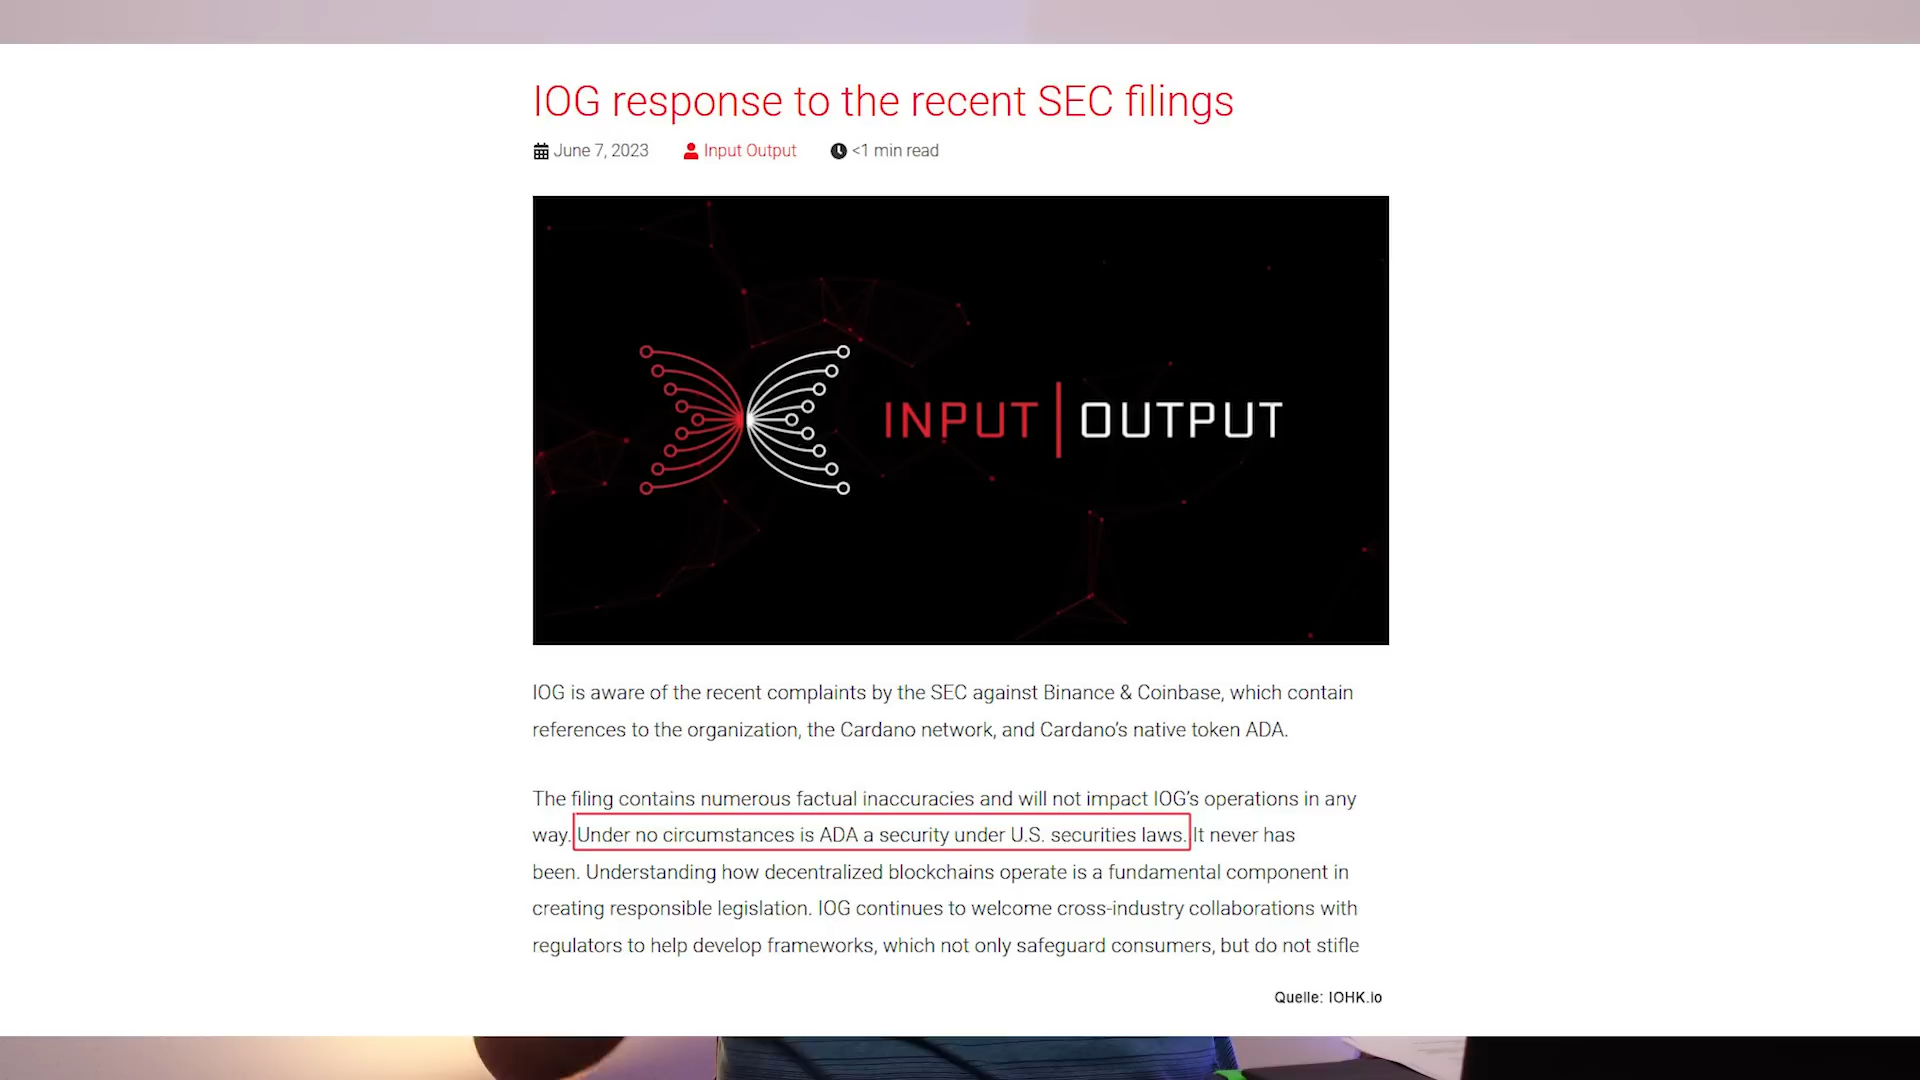 IOG response to the recent SEC filings
June 7, 2023 Input Output <1 min read
INPUT | OUTPUT
IOG is aware of the recent complaints by the SEC against Binance & Coinbase, which contain
references to the organization, the Cardano network, and Cardano's native token ADA.
The filing contains numerous factual inaccuracies and will not impact IOG's operations in any
way. Under no circumstances is ADA a security under U.S. securities laws. It never has
been. Understanding how decentralized blockchains operate is a fundamental component in
creating responsible legislation. IOG continues to welcome cross-industry collaborations with
regulators to help develop frameworks, which not only safeguard consumers, but do not stifle
Quelle: IOHK.io